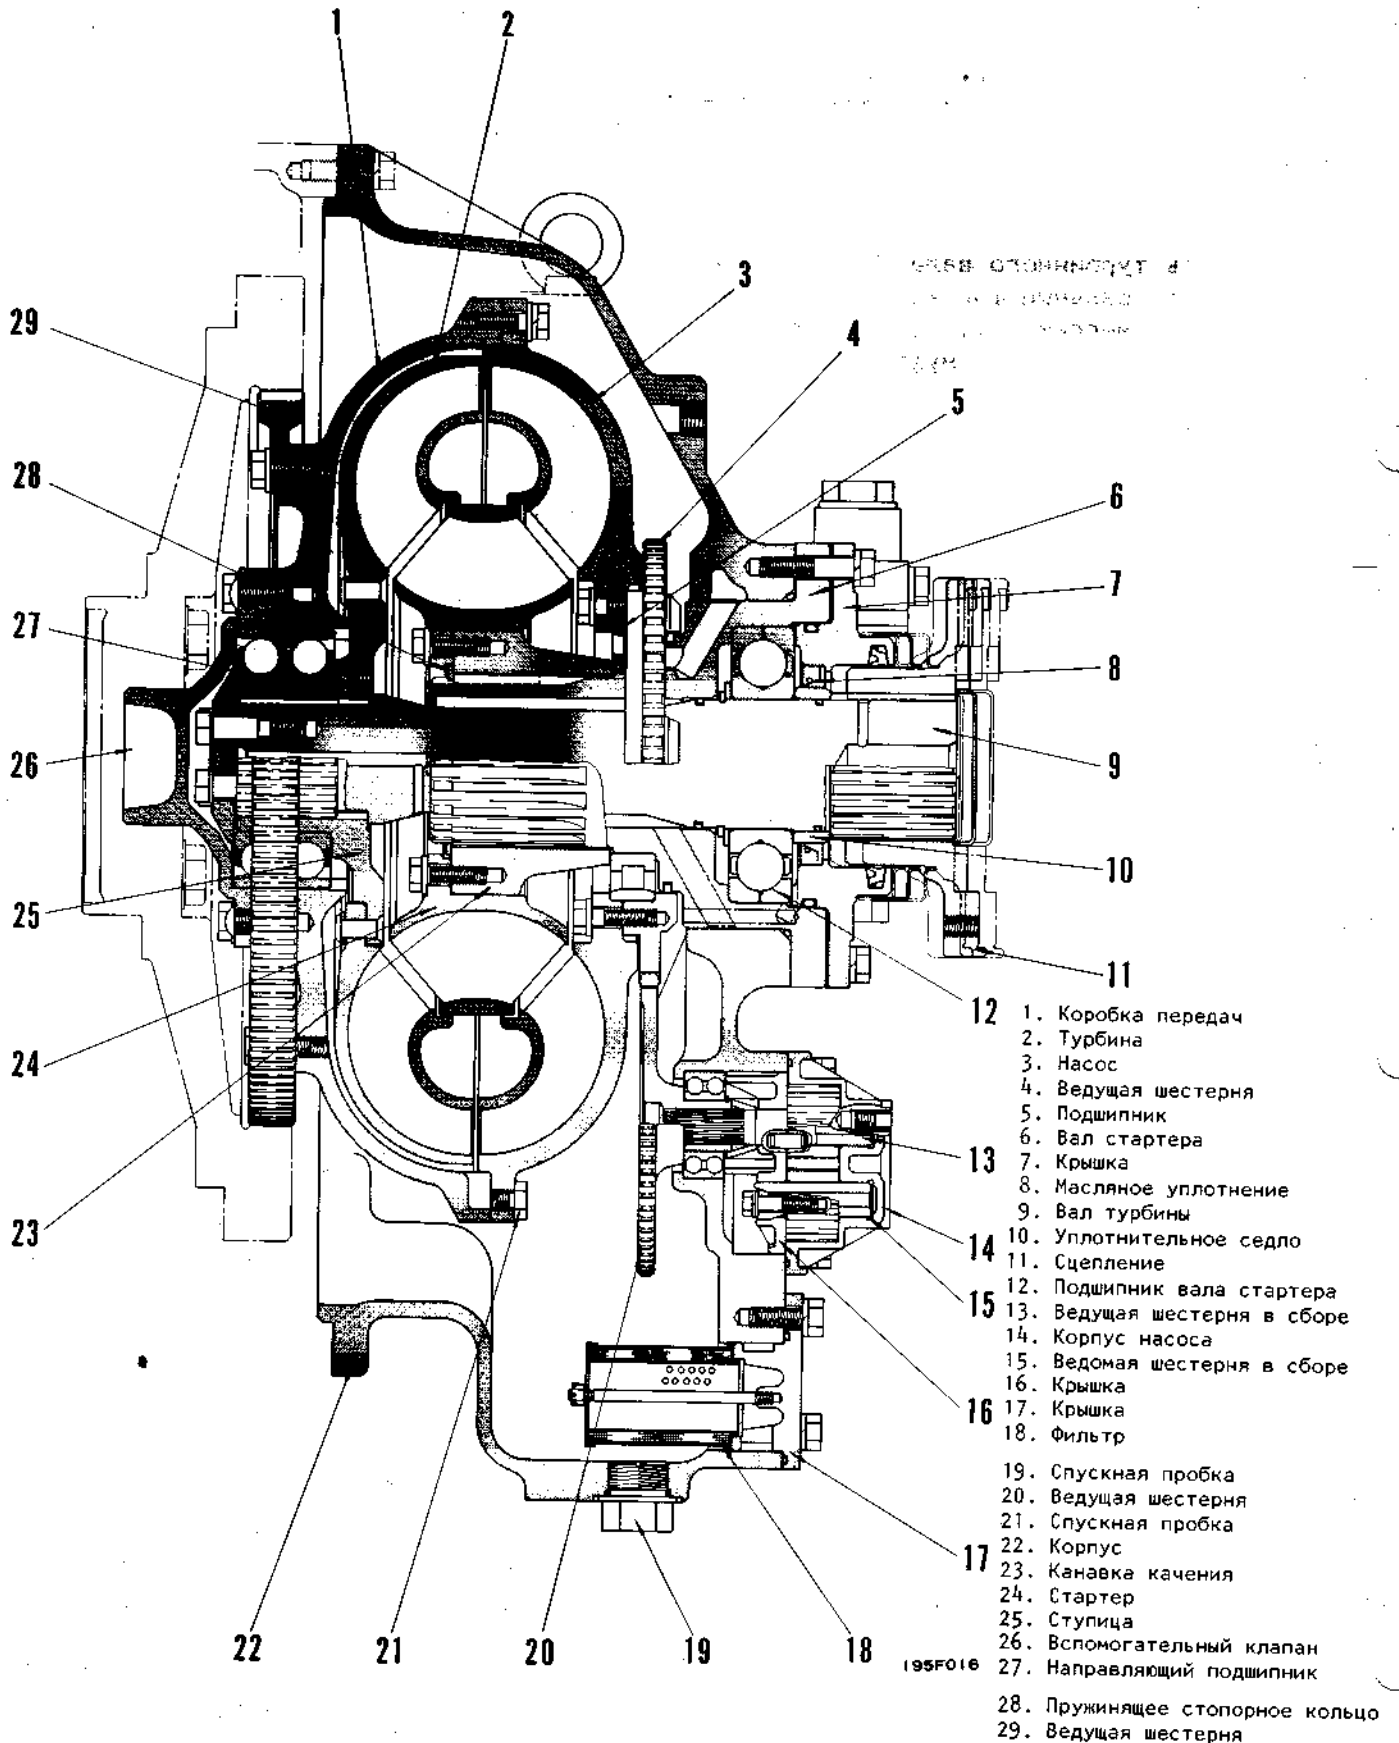 1 2
3
29
4
5
28
6
7
27
8
26
9
10
25
11
12
24
13
23
14
15
16
17
22 21 20 19 18
195F016
1. Коробка передач
2. Турбина
3. Насос
4. Ведущая шестерня
5. Подшипник
6. Вал стартера
7. Крышка
8. Масляное уплотнение
9. Вал турбины
10. Уплотнительное седло
11. Сцепление
12. Подшипник вала стартера
13. Ведущая шестерня в сборе
14. Корпус насоса
15. Ведомая шестерня в сборе
16. Крышка
17. Крышка
18. Фильтр
19. Спускная пробка
20. Ведущая шестерня
21. Спускная пробка
22. Корпус
23. Канавка качения
24. Стартер
25. Ступица
26. Вспомогательный клапан
27. Направляющий подшипник
28. Пружинящее стопорное кольцо
29. Ведущая шестерня